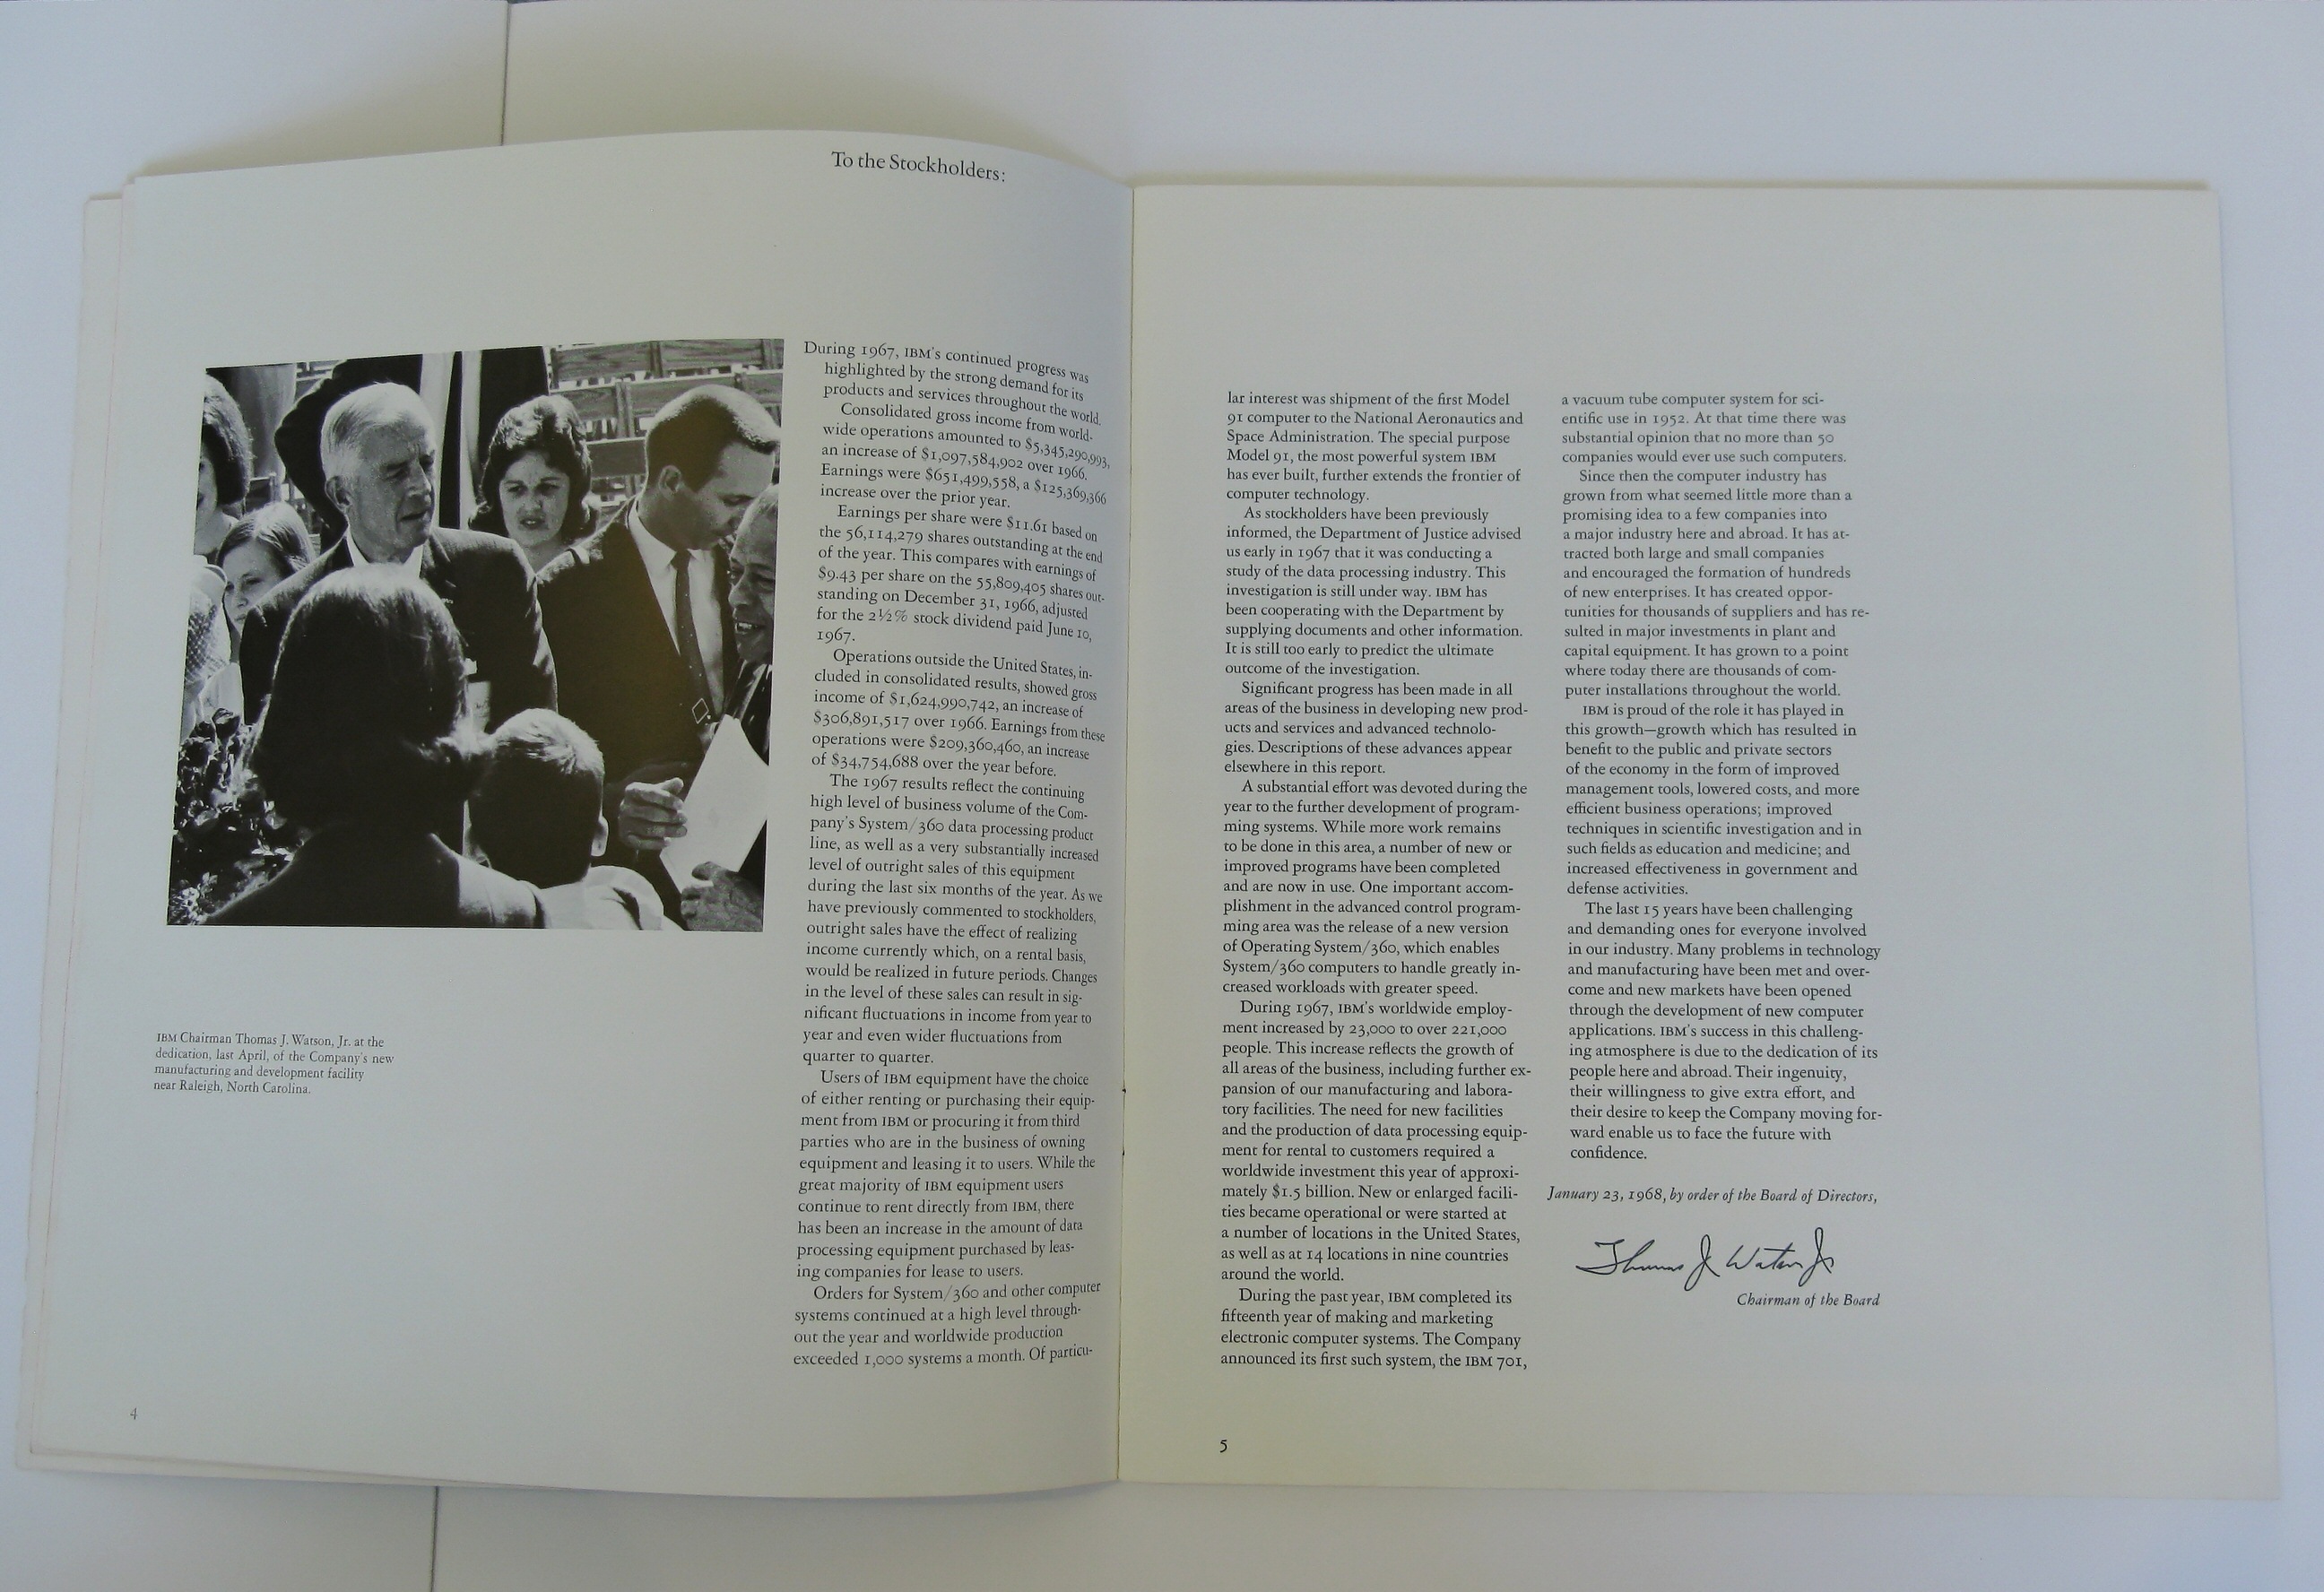 To the Stockholders:
During 1967, IBM's continued progress was
highlighted by the strong demand for its
products and services throughout the world.
Consolidated gross income from world-
wide operations amounted to $5,345,290,993,
an increase of $1,097,584,902 over 1966.
Earnings were $651,499,558, a $125,369,366
increase over the prior year.
Earnings per share were $11.61 based on
the 56,114,279 shares outstanding at the end
of the year. This compares with earnings of
$9.43 per share on the 55,809,405 shares out-
standing on December 31, 1966, adjusted
for the 2½% stock dividend paid June 10,
1967.
Operations outside the United States, in-
cluded in consolidated results, showed gross
income of $1,624,990,742, an increase of
$306,891,517 over 1966. Earnings from these
operations were $209,360,460, an increase
of $34,754,688 over the year before.
The 1967 results reflect the continuing
high level of business volume of the Com-
pany's System/360 data processing product
line, as well as a very substantially increased
level of outright sales of this equipment
during the last six months of the year. As we
have previously commented to stockholders,
outright sales have the effect of realizing
income currently which, on a rental basis,
would be realized in future periods. Changes
in the level of these sales can result in sig-
nificant fluctuations in income from year to
year and even wider fluctuations from
quarter to quarter.
Users of IBM equipment have the choice
of either renting or purchasing their equip-
ment from IBM or procuring it from third
parties who are in the business of owning
equipment and leasing it to users. While the
great majority of IBM equipment users
continue to rent directly from IBM, there
has been an increase in the amount of data
processing equipment purchased by leas-
ing companies for lease to users.
Orders for System/360 and other computer
systems continued at a high level through-
out the year and worldwide production
exceeded 1,000 systems a month. Of particu-
IBM Chairman Thomas J. Watson, Jr. at the
dedication, last April, of the Company's new
manufacturing and development facility
near Raleigh, North Carolina.
4
lar interest was shipment of the first Model
91 computer to the National Aeronautics and
Space Administration. The special purpose
Model 91, the most powerful system IBM
has ever built, further extends the frontier of
computer technology.
As stockholders have been previously
informed, the Department of Justice advised
us early in 1967 that it was conducting a
study of the data processing industry. This
investigation is still under way. IBM has
been cooperating with the Department by
supplying documents and other information.
It is still too early to predict the ultimate
outcome of the investigation.
Significant progress has been made in all
areas of the business in developing new prod-
ucts and services and advanced technolo-
gies. Descriptions of these advances appear
elsewhere in this report.
A substantial effort was devoted during the
year to the further development of program-
ming systems. While more work remains
to be done in this area, a number of new or
improved programs have been completed
and are now in use. One important accom-
plishment in the advanced control program-
ming area was the release of a new version
of Operating System/360, which enables
System/360 computers to handle greatly in-
creased workloads with greater speed.
During 1967, IBM's worldwide employ-
ment increased by 23,000 to over 221,000
people. This increase reflects the growth of
all areas of the business, including further ex-
pansion of our manufacturing and labora-
tory facilities. The need for new facilities
and the production of data processing equip-
ment for rental to customers required a
worldwide investment this year of approxi-
mately $1.5 billion. New or enlarged facili-
ties became operational or were started at
a number of locations in the United States,
as well as at 14 locations in nine countries
around the world.
During the past year, IBM completed its
fifteenth year of making and marketing
electronic computer systems. The Company
announced its first such system, the IBM 701,
a vacuum tube computer system for sci-
entific use in 1952. At that time there was
substantial opinion that no more than 50
companies would ever use such computers.
Since then the computer industry has
grown from what seemed little more than a
promising idea to a few companies into
a major industry here and abroad. It has at-
tracted both large and small companies
and encouraged the formation of hundreds
of new enterprises. It has created oppor-
tunities for thousands of suppliers and has re-
sulted in major investments in plant and
capital equipment. It has grown to a point
where today there are thousands of com-
puter installations throughout the world.
IBM is proud of the role it has played in
this growth—growth which has resulted in
benefit to the public and private sectors
of the economy in the form of improved
management tools, lowered costs, and more
efficient business operations; improved
techniques in scientific investigation and in
such fields as education and medicine; and
increased effectiveness in government and
defense activities.
The last 15 years have been challenging
and demanding ones for everyone involved
in our industry. Many problems in technology
and manufacturing have been met and over-
come and new markets have been opened
through the development of new computer
applications. IBM's success in this challeng-
ing atmosphere is due to the dedication of its
people here and abroad. Their ingenuity,
their willingness to give extra effort, and
their desire to keep the Company moving for-
ward enable us to face the future with
confidence.
January 23, 1968, by order of the Board of Directors,
Thomas J Watson Jr
Chairman of the Board
5